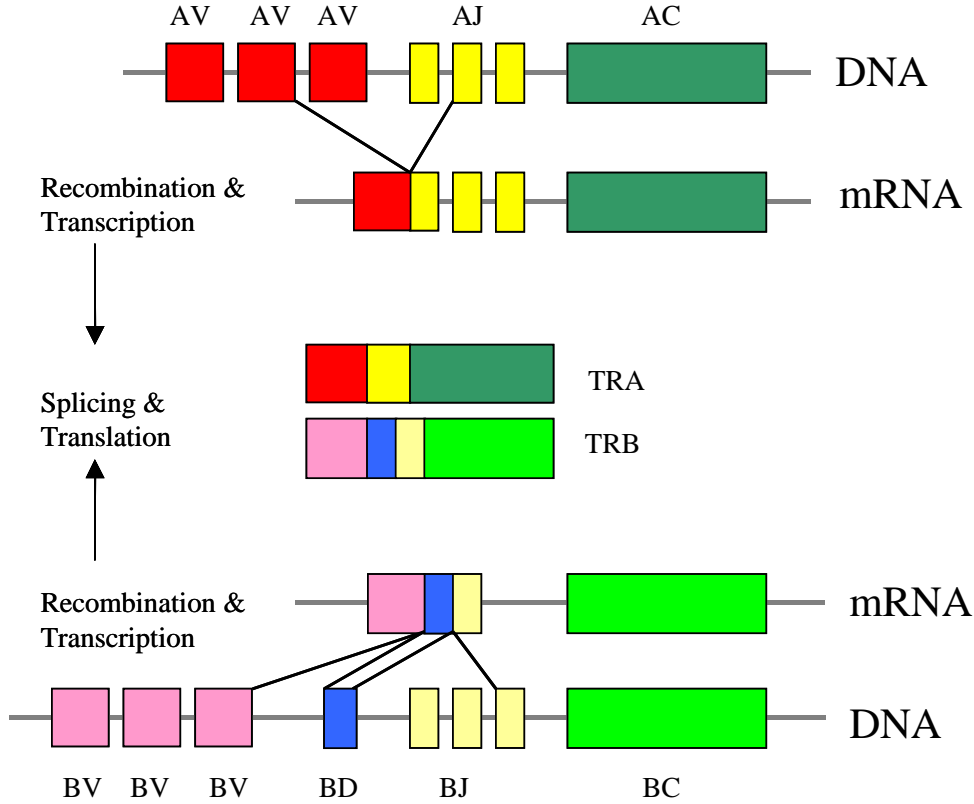 AV AV AV AJ AC
DNA
Recombination &
Transcription
mRNA
TRA
Splicing &
Translation
TRB
Recombination &
Transcription
mRNA
DNA
BV BV BV BD BJ BC